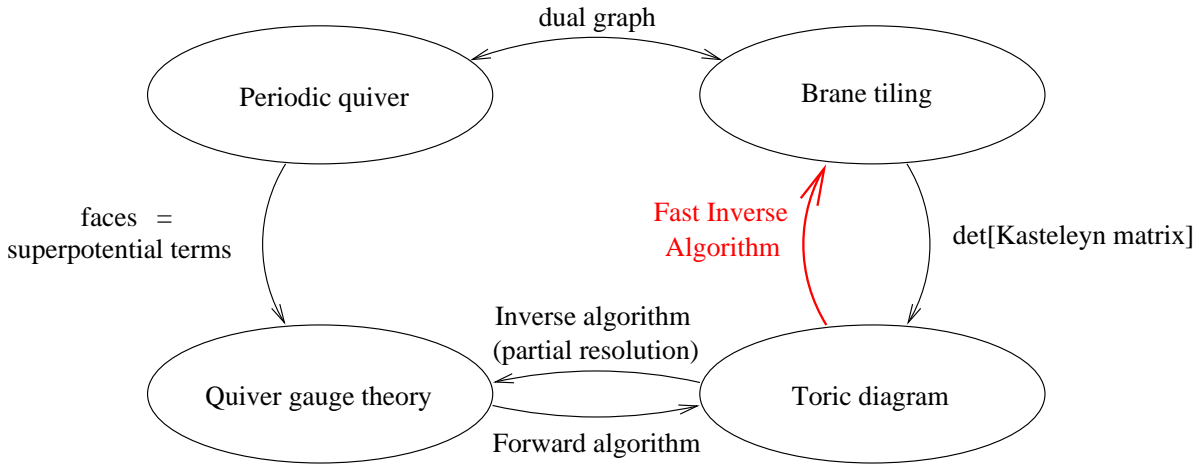 dual graph
Periodic quiver
Brane tiling
faces =
superpotential terms
Fast Inverse
Algorithm
det[Kasteleyn matrix]
Inverse algorithm
(partial resolution)
Quiver gauge theory
Toric diagram
Forward algorithm